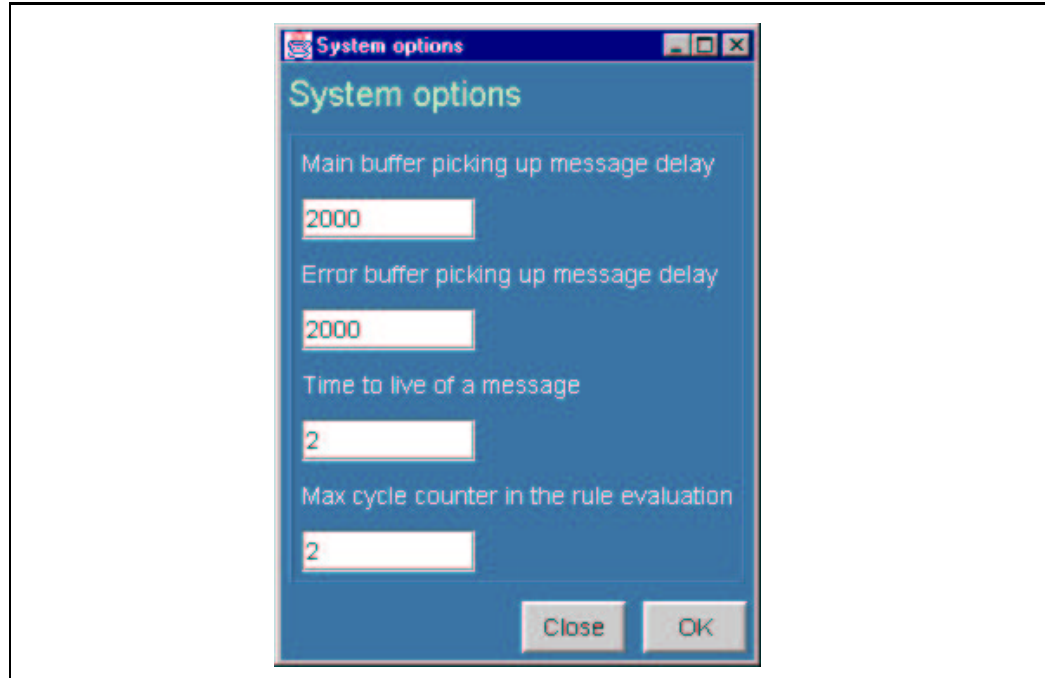 System options
System options
Main buffer picking up message delay
2000
Error buffer picking up message delay
2000
Time to live of a message
2
Max cycle counter in the rule evaluation
2
Close OK